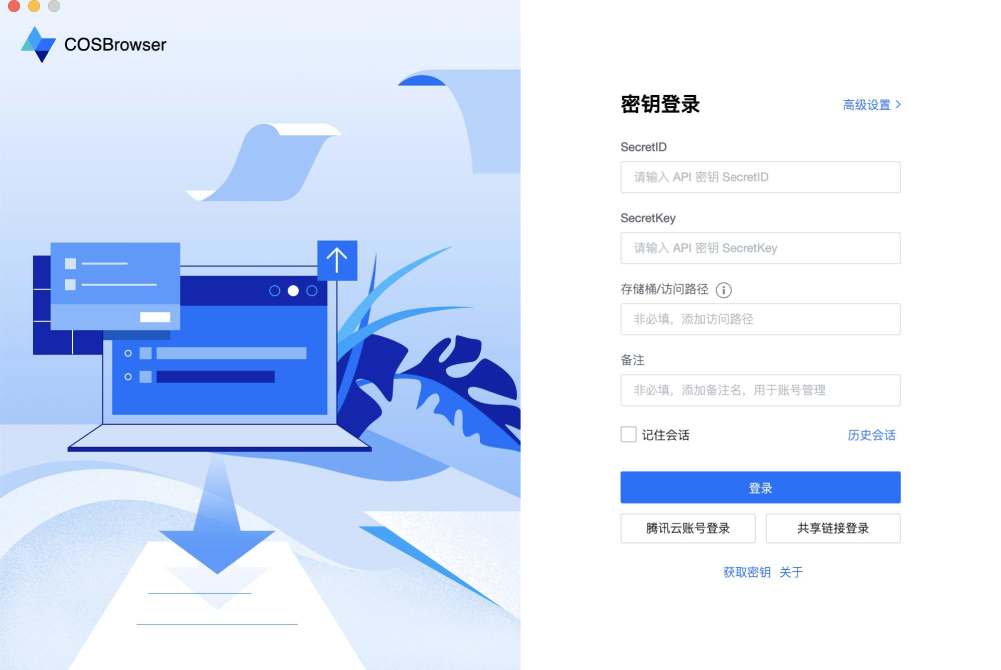 COSBrowser
密钥登录
高级设置
SecretID
请输入 API 密钥 SecretID
SecretKey
请输入 API 密钥 SecretKey
存储桶/访问路径
非必填，添加访问路径
备注
非必填，添加备注名，用于账号管理
记住会话
历史会话
登录
腾讯云账号登录
共享链接登录
获取密钥 关于